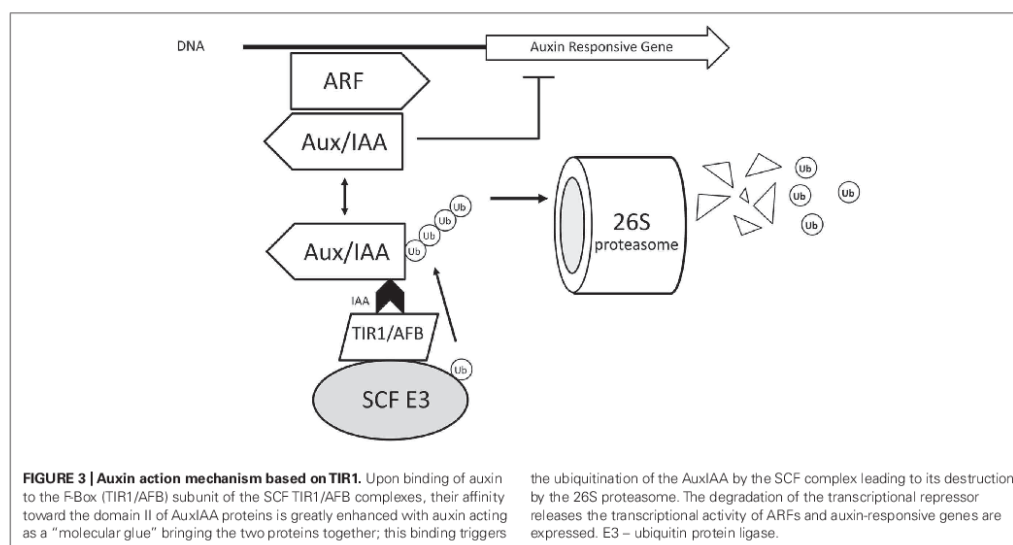 DNA
Auxin Responsive Gene
ARF
Aux/IAA
Aux/IAA
Ub
Ub
Ub
Ub
IAA
TIR1/AFB
Ub
SCF E3
26S
proteasome
Ub
Ub
Ub
Ub
FIGURE 3 | Auxin action mechanism based on TIR1. Upon binding of auxin
to the F-Box (TIR1/AFB) subunit of the SCF TIR1/AFB complexes, their affinity
toward the domain II of AuxIAA proteins is greatly enhanced with auxin acting
as a “molecular glue” bringing the two proteins together; this binding triggers
the ubiquitination of the AuxIAA by the SCF complex leading to its destruction
by the 26S proteasome. The degradation of the transcriptional repressor
releases the transcriptional activity of ARFs and auxin-responsive genes are
expressed. E3 – ubiquitin protein ligase.